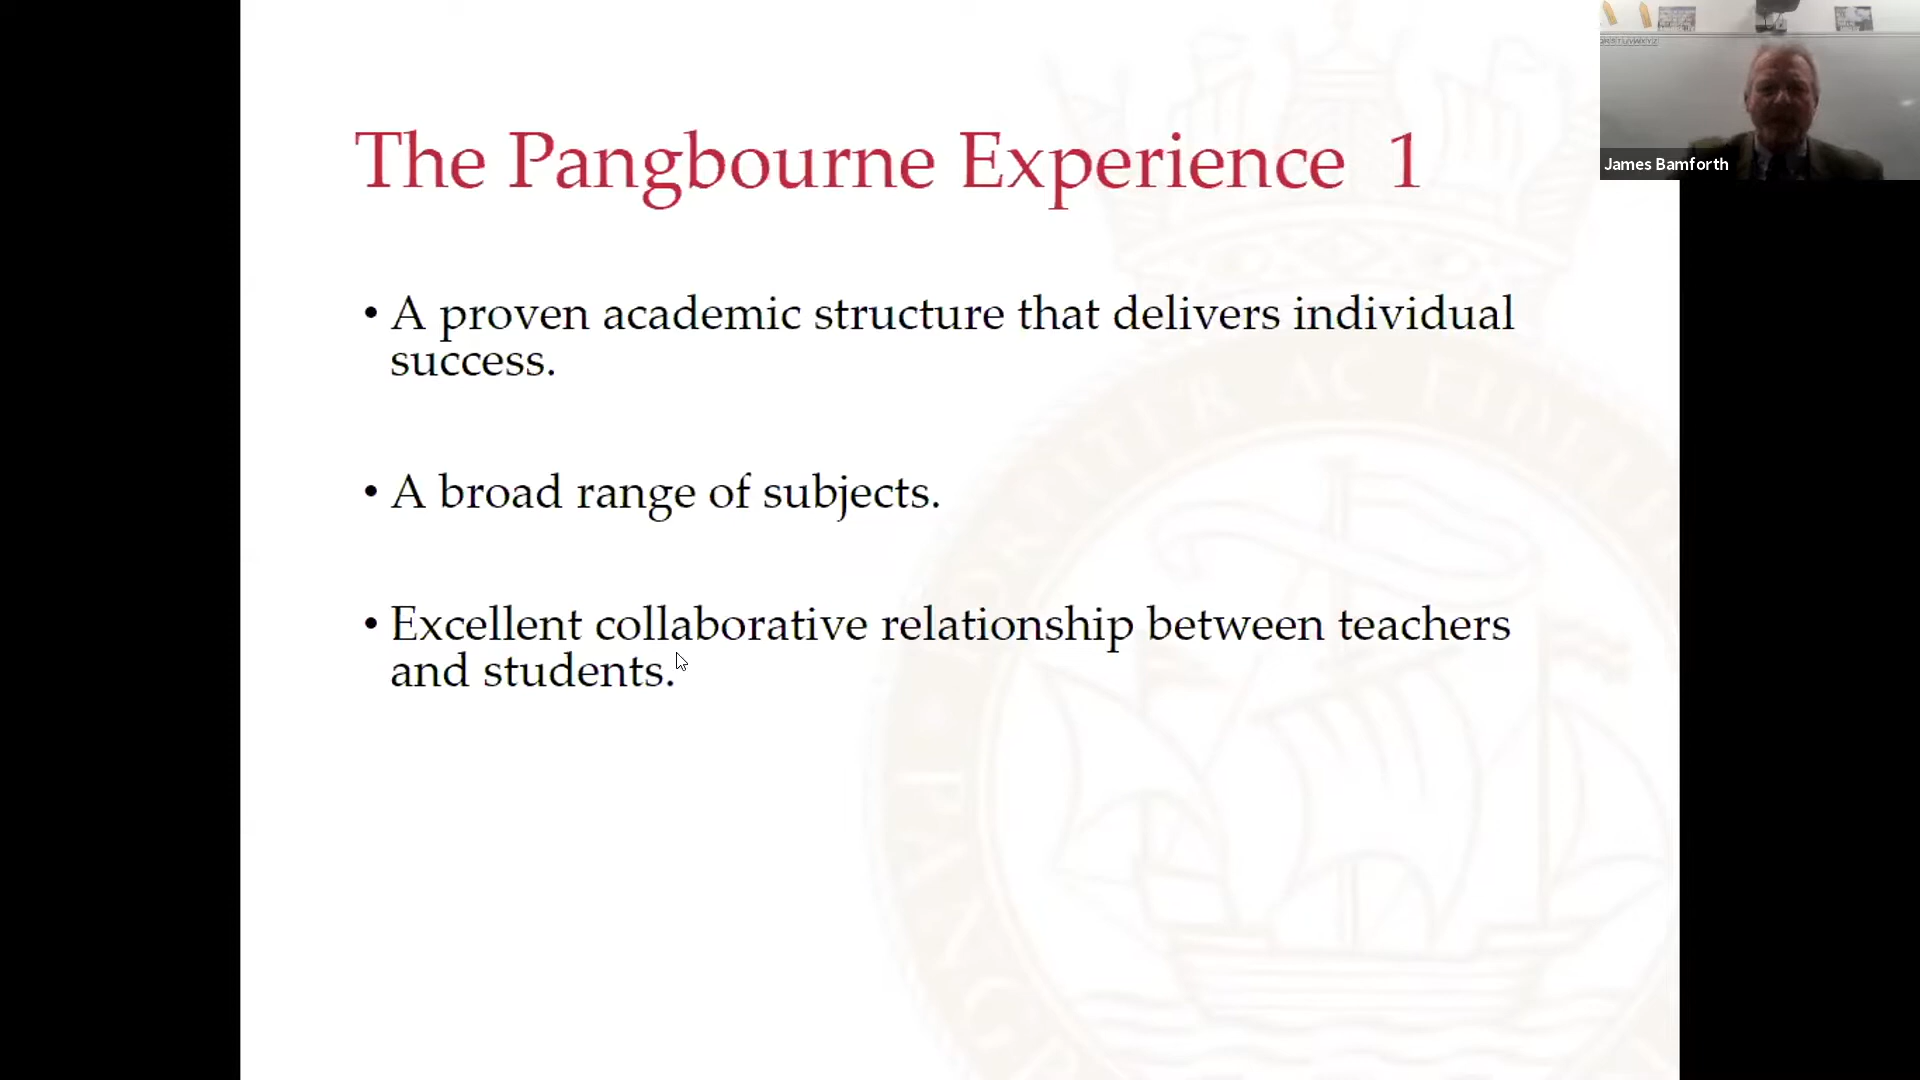 The Pangbourne Experience 1
• A proven academic structure that delivers individual
success.
• A broad range of subjects.
• Excellent collaborative relationship between teachers
and students.
James Bamforth